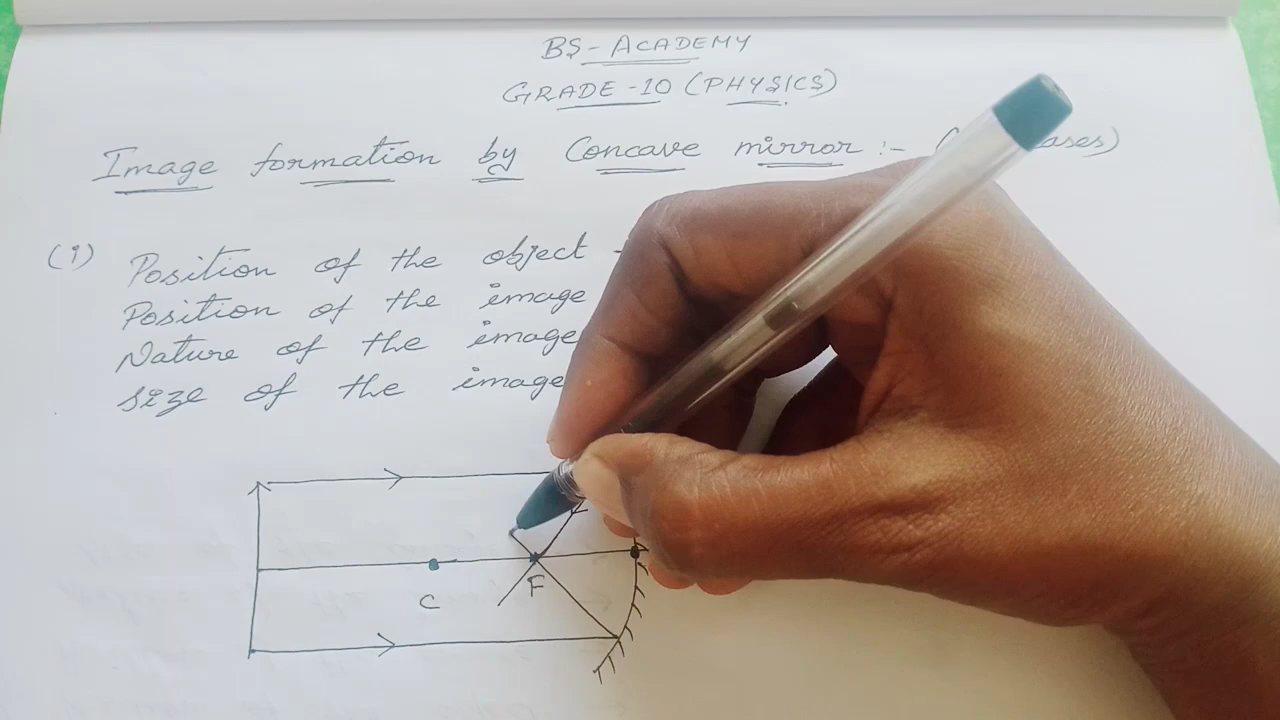 BS-ACADEMY
GRADE-10 (PHYSICS)
Image formation by Concave mirror :- ( ases)
(i) Position of the object -
Position of the image
Nature of the image
size of the image
C
F